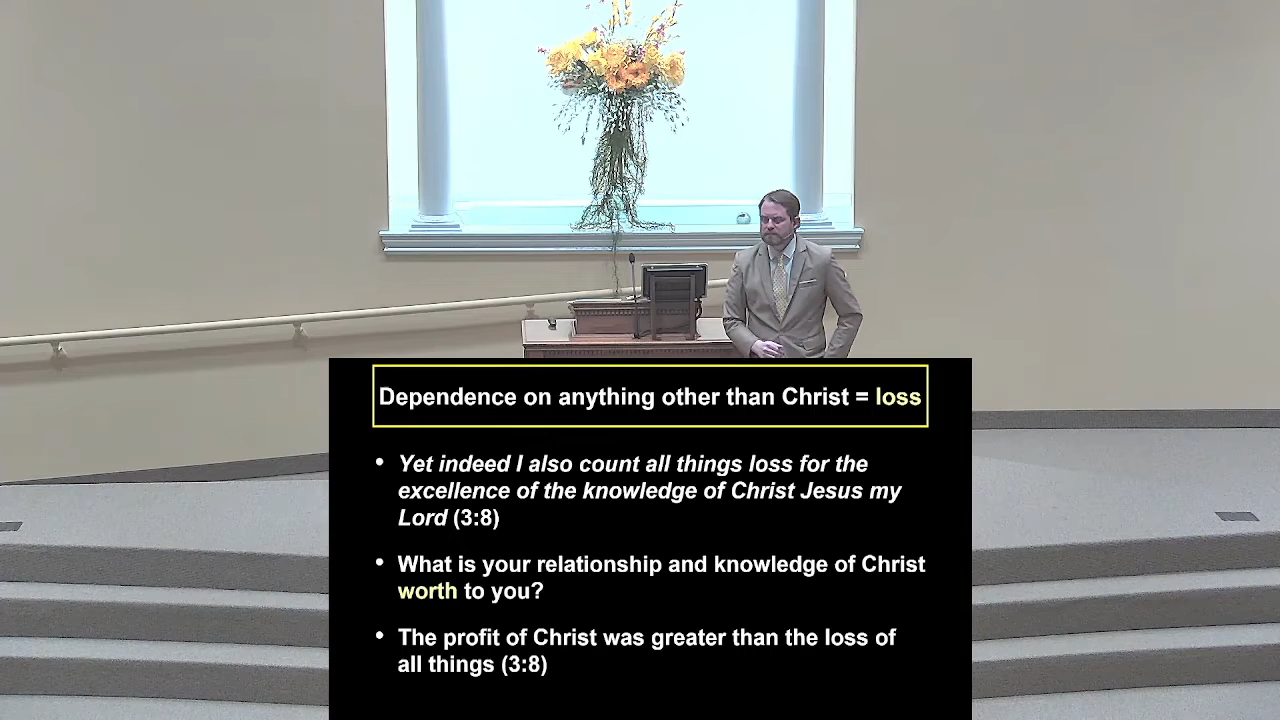 Dependence on anything other than Christ = loss
• Yet indeed I also count all things loss for the
excellence of the knowledge of Christ Jesus my
Lord (3:8)
• What is your relationship and knowledge of Christ
worth to you?
• The profit of Christ was greater than the loss of
all things (3:8)